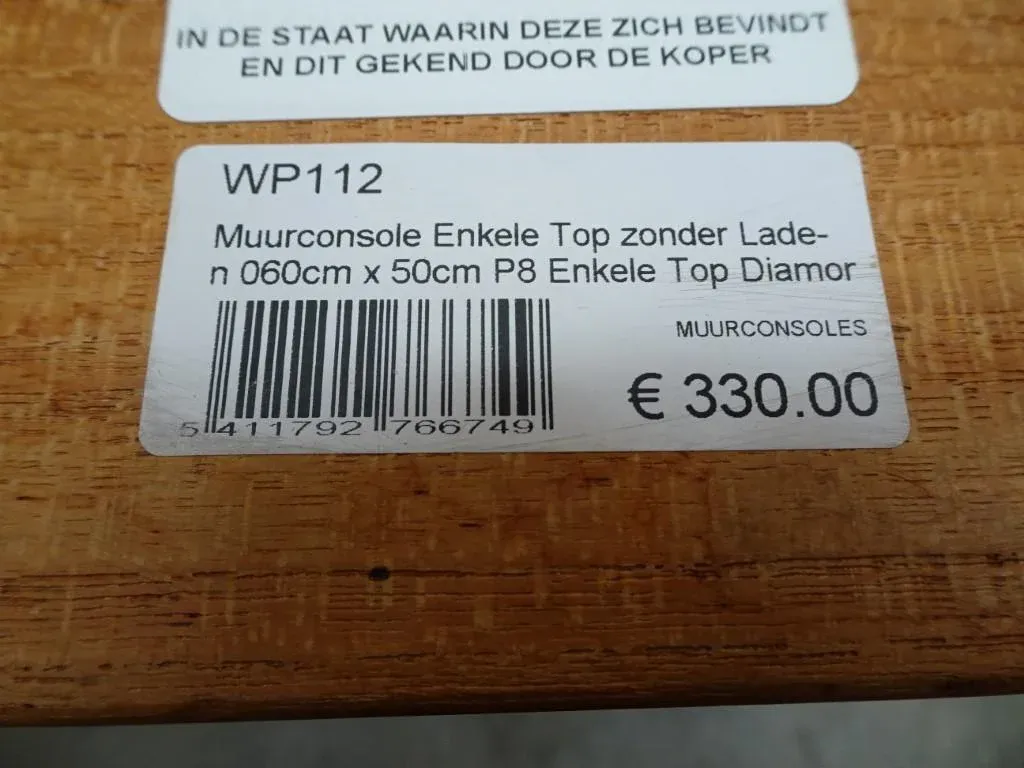 IN DE STAAT WAARIN DEZE ZICH BEVINDT
EN DIT GEKEND DOOR DE KOPER
WP112
Muurconsole Enkele Top zonder Lade-
n 060cm x 50cm P8 Enkele Top Diamor
MUURCONSOLES
€ 330.00
5 411792 766749